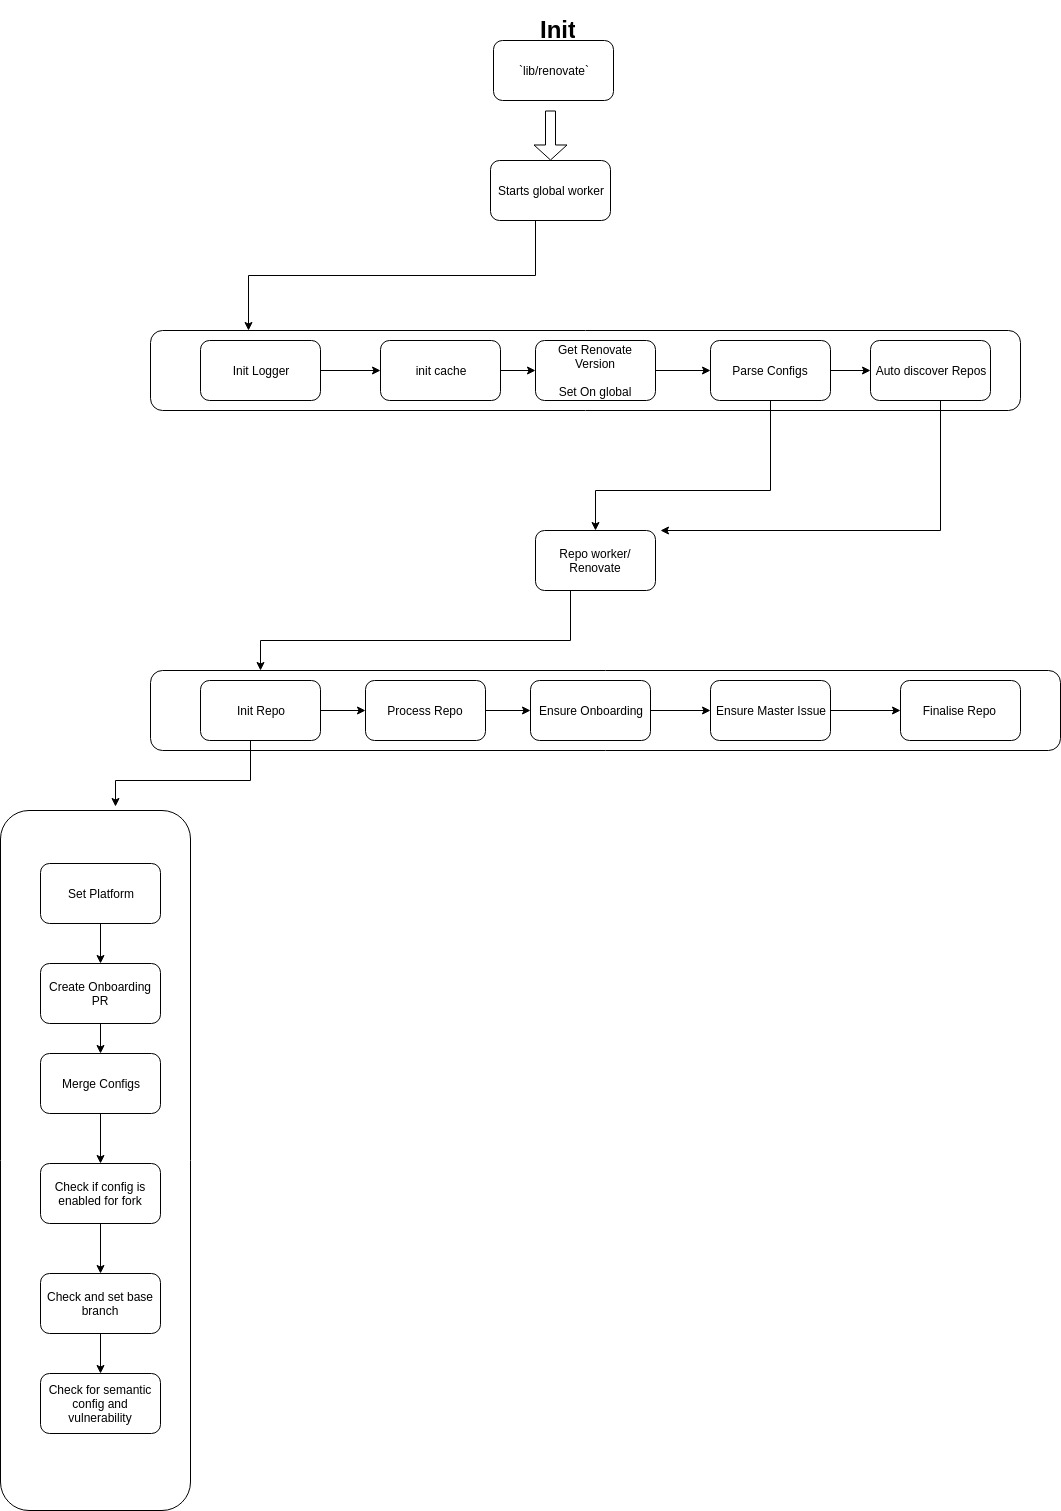 Init
`lib/renovate`
Starts global worker
Init Logger
init cache
Get Renovate
Version
Set On global
Parse Configs
Auto discover Repos
Repo worker/
Renovate
Init Repo
Process Repo
Ensure Onboarding
Ensure Master Issue
Finalise Repo
Set Platform
Create Onboarding
PR
Merge Configs
Check if config is
enabled for fork
Check and set base
branch
Check for semantic
config and
vulnerability